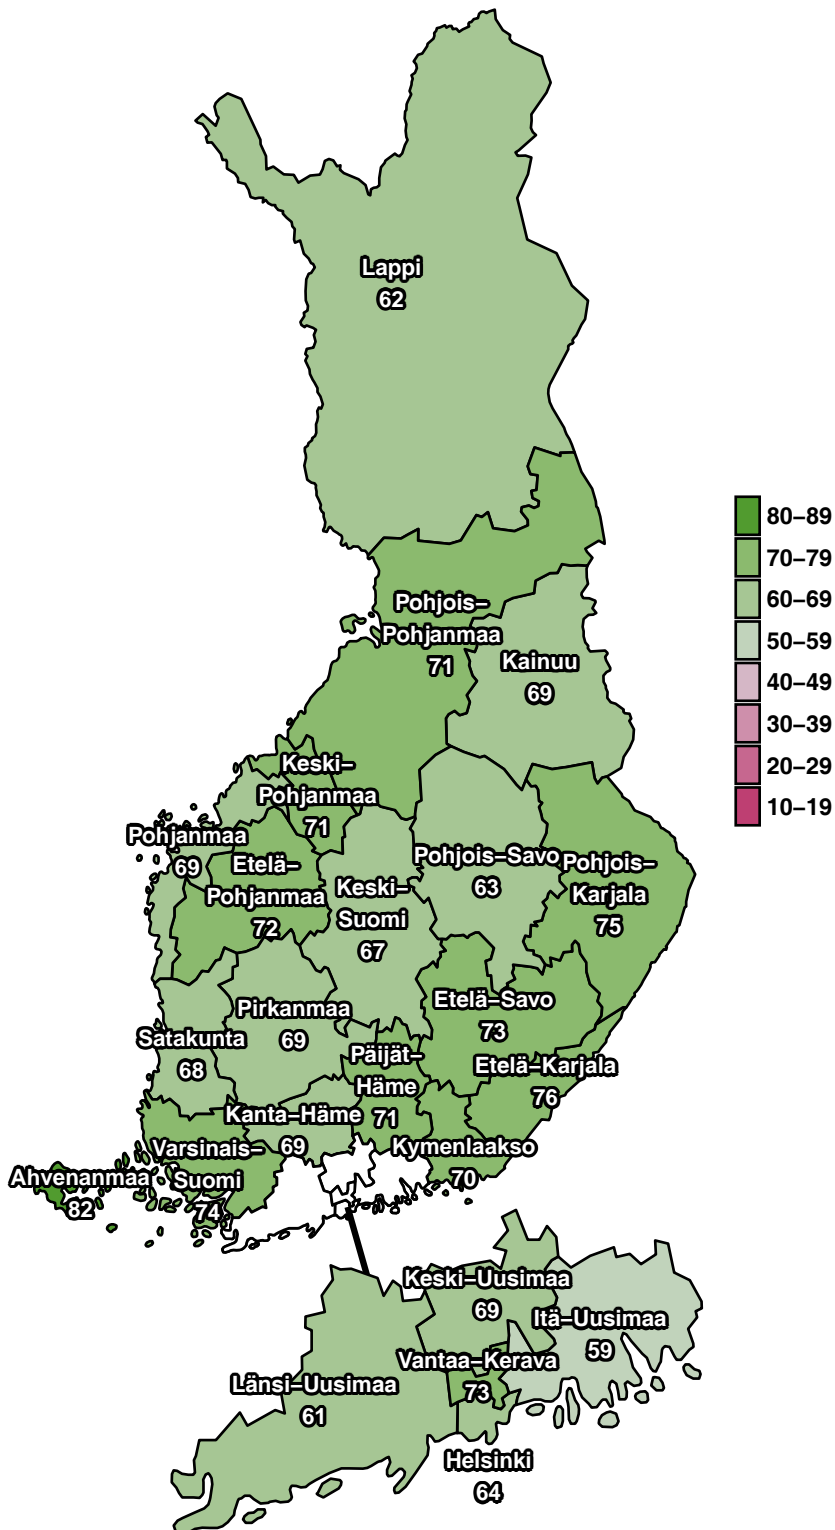 Lappi
62
80–89
70–79
60–69
50–59
40–49
30–39
20–29
10–19
Pohjois–
Pohjanmaa
71
Kainuu
69
Keski–
Pohjanmaa
71
Pohjanmaa
69
Etelä–
Pohjanmaa
72
Keski–
Suomi
67
Pohjois–Savo
63
Pohjois–
Karjala
75
Etelä–Savo
73
Pirkanmaa
69
Satakunta
68
Päijät–
Häme
71
Etelä–Karjala
76
Kanta–Häme
69
Kymenlaakso
70
Varsinais–
Suomi
74
Ahvenanmaa
82
Keski–Uusimaa
69
Itä–Uusimaa
59
Vantaa–Kerava
73
Länsi–Uusimaa
61
Helsinki
64